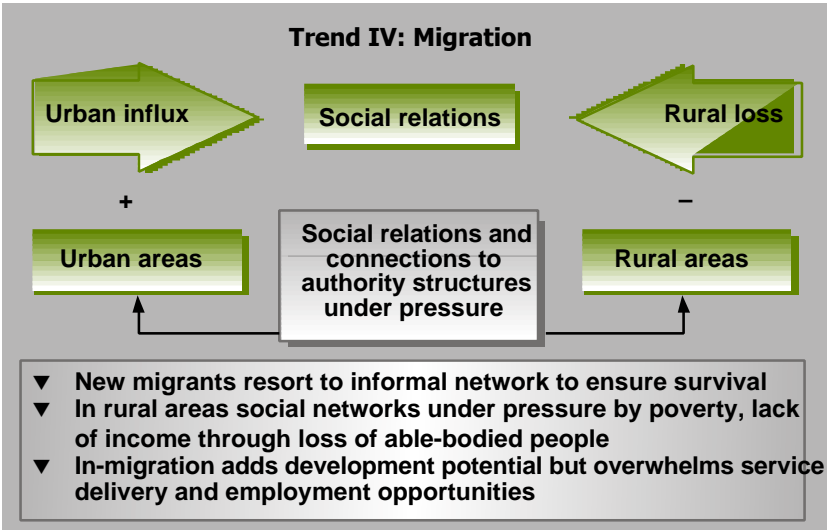 Trend IV: Migration
Urban influx
Social relations
Rural loss
+
–
Urban areas
Social relations and
connections to
authority structures
under pressure
Rural areas
▼ New migrants resort to informal network to ensure survival
▼ In rural areas social networks under pressure by poverty, lack
of income through loss of able-bodied people
▼ In-migration adds development potential but overwhelms service
delivery and employment opportunities